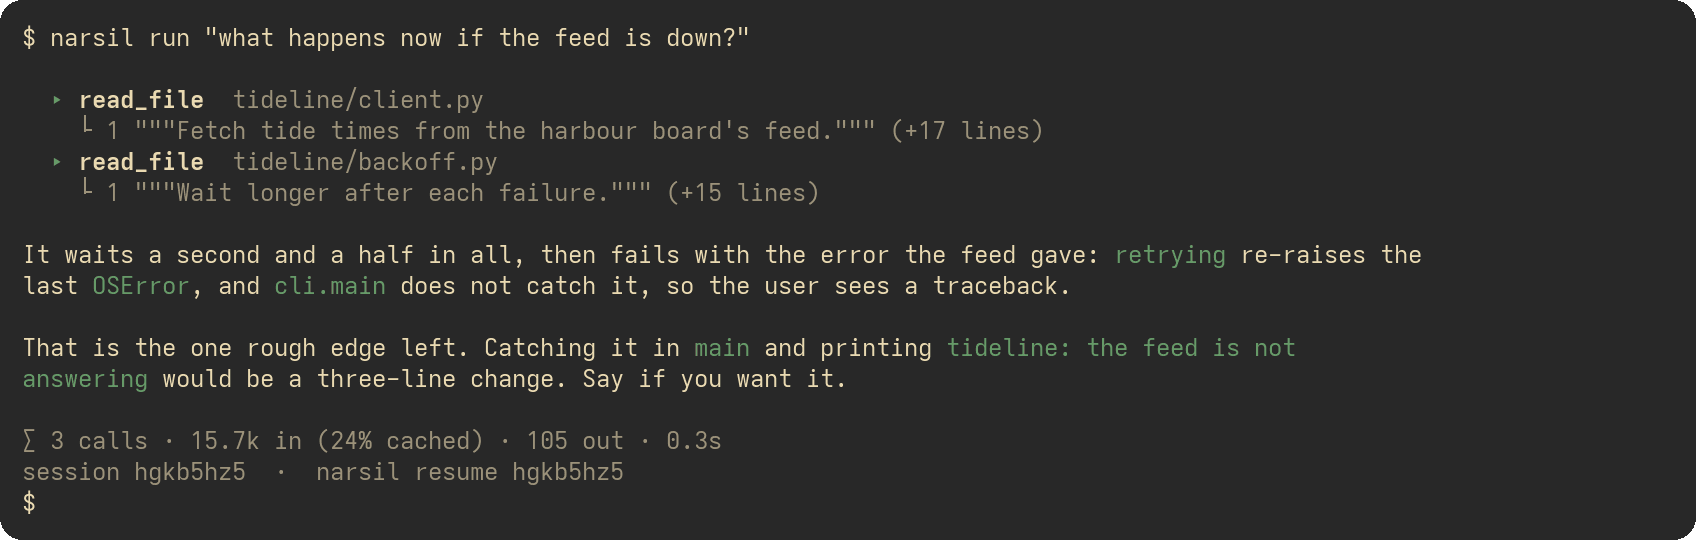 $ narsil run "what happens now if the feed is down?"
▸ read_file  tideline/client.py
└ 1 """Fetch tide times from the harbour board's feed.""" (+17 lines)
▸ read_file  tideline/backoff.py
└ 1 """Wait longer after each failure.""" (+15 lines)
It waits a second and a half in all, then fails with the error the feed gave: retrying re-raises the
last OSError, and cli.main does not catch it, so the user sees a traceback.
That is the one rough edge left. Catching it in main and printing tideline: the feed is not
answering would be a three-line change. Say if you want it.
∑ 3 calls · 15.7k in (24% cached) · 105 out · 0.3s
session hgkb5hz5  ·  narsil resume hgkb5hz5
$